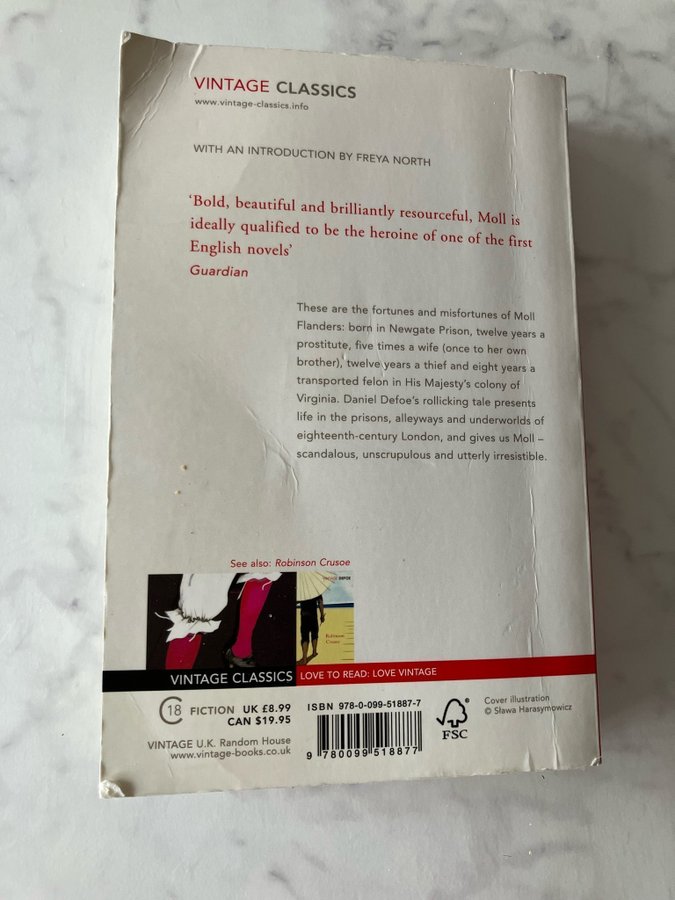 VINTAGE CLASSICS
www.vintage-classics.info
WITH AN INTRODUCTION BY FREYA NORTH
‘Bold, beautiful and brilliantly resourceful, Moll is
ideally qualified to be the heroine of one of the first
English novels’
Guardian
These are the fortunes and misfortunes of Moll
Flanders: born in Newgate Prison, twelve years a
prostitute, five times a wife (once to her own
brother), twelve years a thief and eight years a
transported felon in His Majesty’s colony of
Virginia. Daniel Defoe’s rollicking tale presents
life in the prisons, alleyways and underworlds of
eighteenth-century London, and gives us Moll –
scandalous, unscrupulous and utterly irresistible.
See also: Robinson Crusoe
VINTAGE DEFOE
Robinson
Crusoe
VINTAGE CLASSICS LOVE TO READ: LOVE VINTAGE
C18 FICTION UK £8.99
CAN $19.95
VINTAGE U.K. Random House
www.vintage-books.co.uk
ISBN 978-0-099-51887-7
9 780099 518877
FSC
Cover illustration
© Sława Harasymowicz